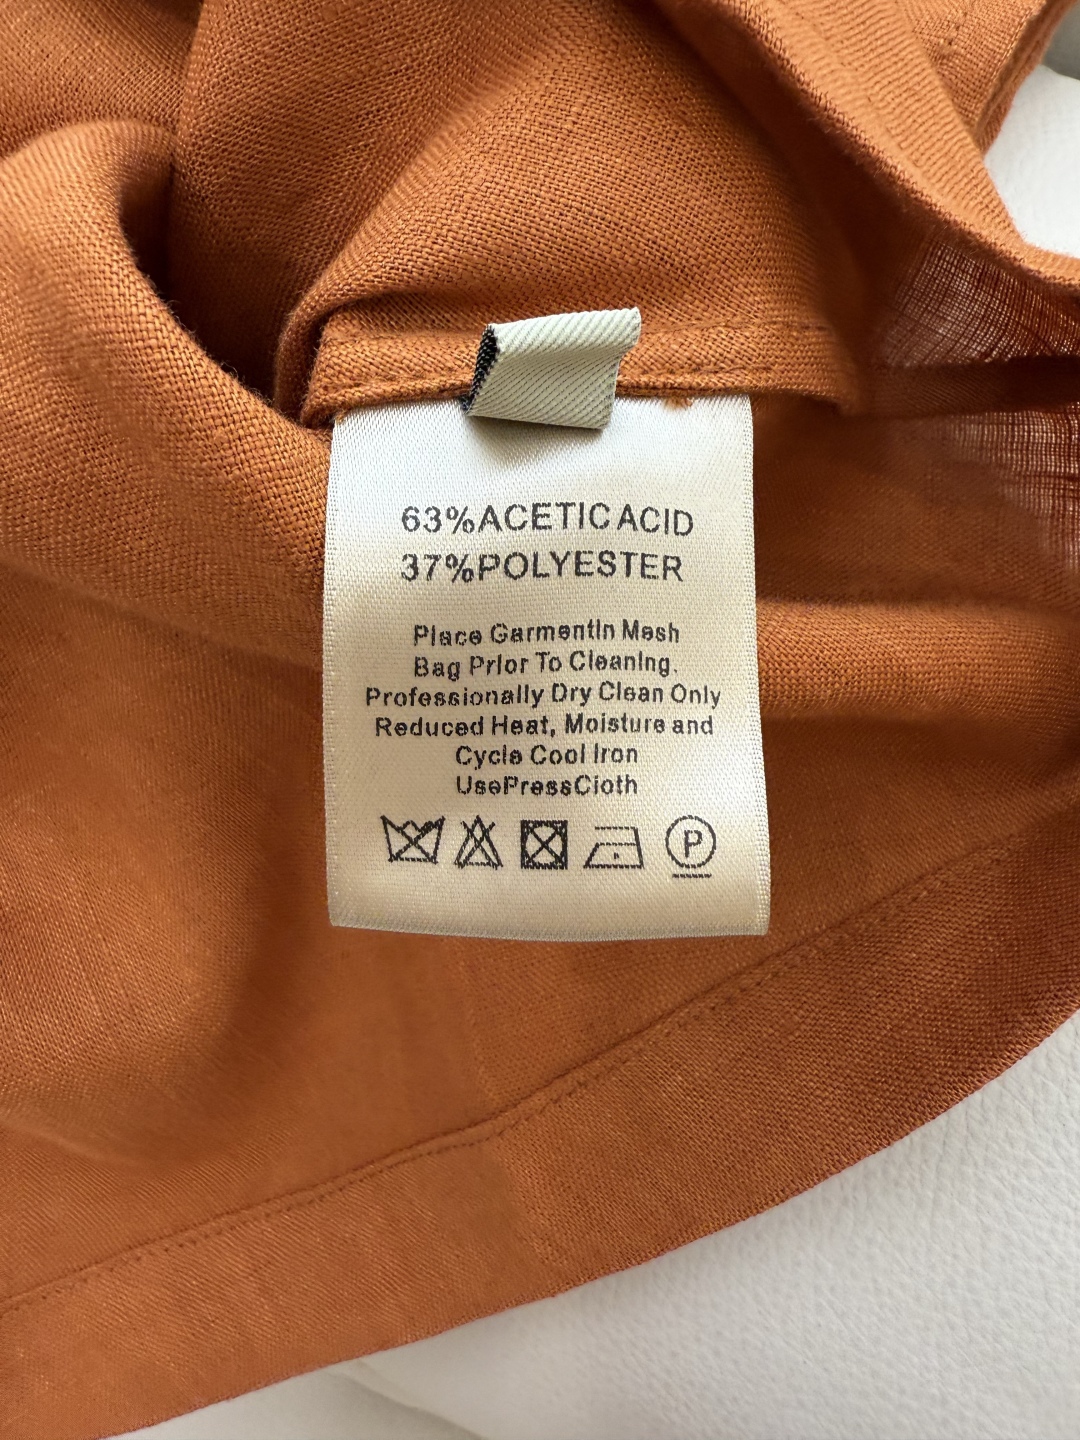 63%ACETIC ACID
37%POLYESTER
Place GarmentIn Mesh
Bag Prior To Cleaning.
Professionally Dry Clean Only
Reduced Heat, Moisture and
Cycle Cool Iron
UsePressCloth
P